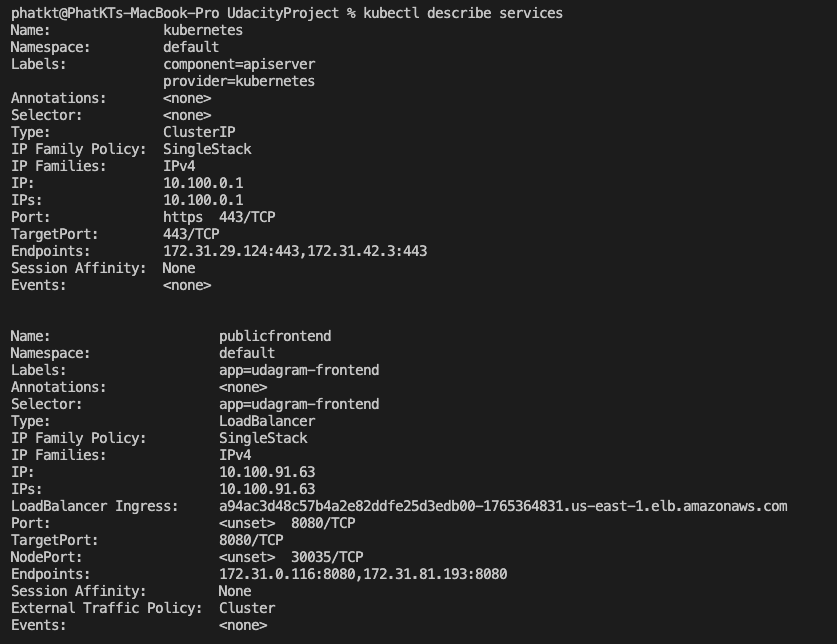 phatkt@PhatKTs-MacBook-Pro UdacityProject % kubectl describe services
Name:              kubernetes
Namespace:         default
Labels:            component=apiserver
                   provider=kubernetes
Annotations:       <none>
Selector:          <none>
Type:              ClusterIP
IP Family Policy:  SingleStack
IP Families:       IPv4
IP:                10.100.0.1
IPs:               10.100.0.1
Port:              https  443/TCP
TargetPort:        443/TCP
Endpoints:         172.31.29.124:443,172.31.42.3:443
Session Affinity:  None
Events:            <none>
Name:                     publicfrontend
Namespace:                default
Labels:                   app=udagram-frontend
Annotations:              <none>
Selector:                 app=udagram-frontend
Type:                     LoadBalancer
IP Family Policy:         SingleStack
IP Families:              IPv4
IP:                       10.100.91.63
IPs:                      10.100.91.63
LoadBalancer Ingress:     a94ac3d48c57b4a2e82ddfe25d3edb00-1765364831.us-east-1.elb.amazonaws.com
Port:                     <unset>  8080/TCP
TargetPort:               8080/TCP
NodePort:                 <unset>  30035/TCP
Endpoints:                172.31.0.116:8080,172.31.81.193:8080
Session Affinity:         None
External Traffic Policy:  Cluster
Events:                   <none>